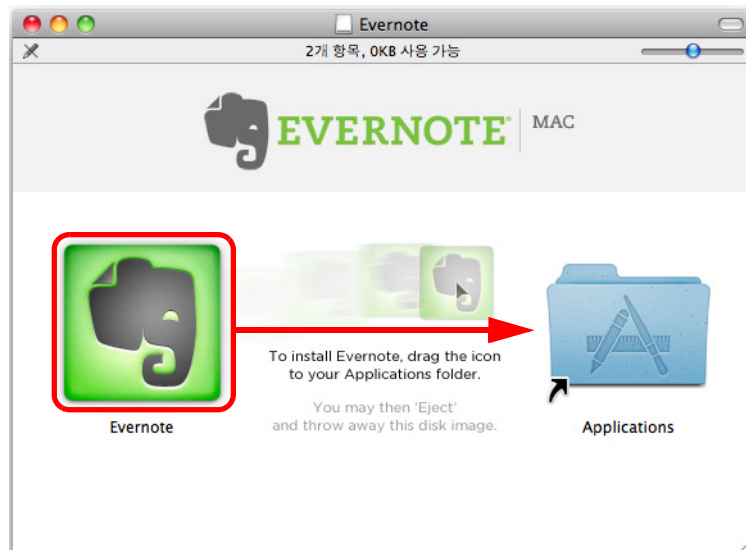 Evernote
2개 항목, 0KB 사용 가능
EVERNOTE® MAC
To install Evernote, drag the icon
to your Applications folder.
You may then ‘Eject’
and throw away this disk image.
Evernote
Applications